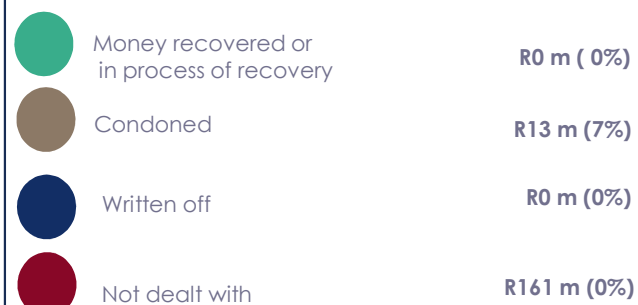 Money recovered or
in process of recovery
R0 m ( 0%)
Condoned
R13 m (7%)
Written off
R0 m (0%)
Not dealt with
R161 m (0%)